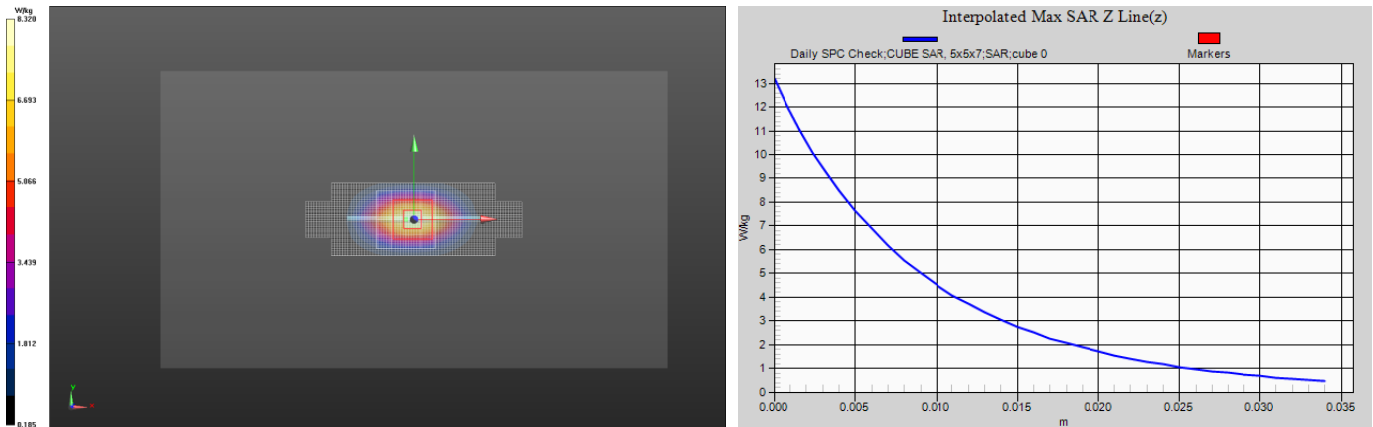 W/kg
8.320
6.693
5.066
3.439
1.812
0.185
Y
X
Interpolated Max SAR Z Line(z)
Daily SPC Check;CUBE SAR, 5x5x7;SAR;cube 0
Markers
W/kg
13
12
11
10
9
8
7
6
5
4
3
2
1
0
0.000 0.005 0.010 0.015 0.020 0.025 0.030 0.035
m